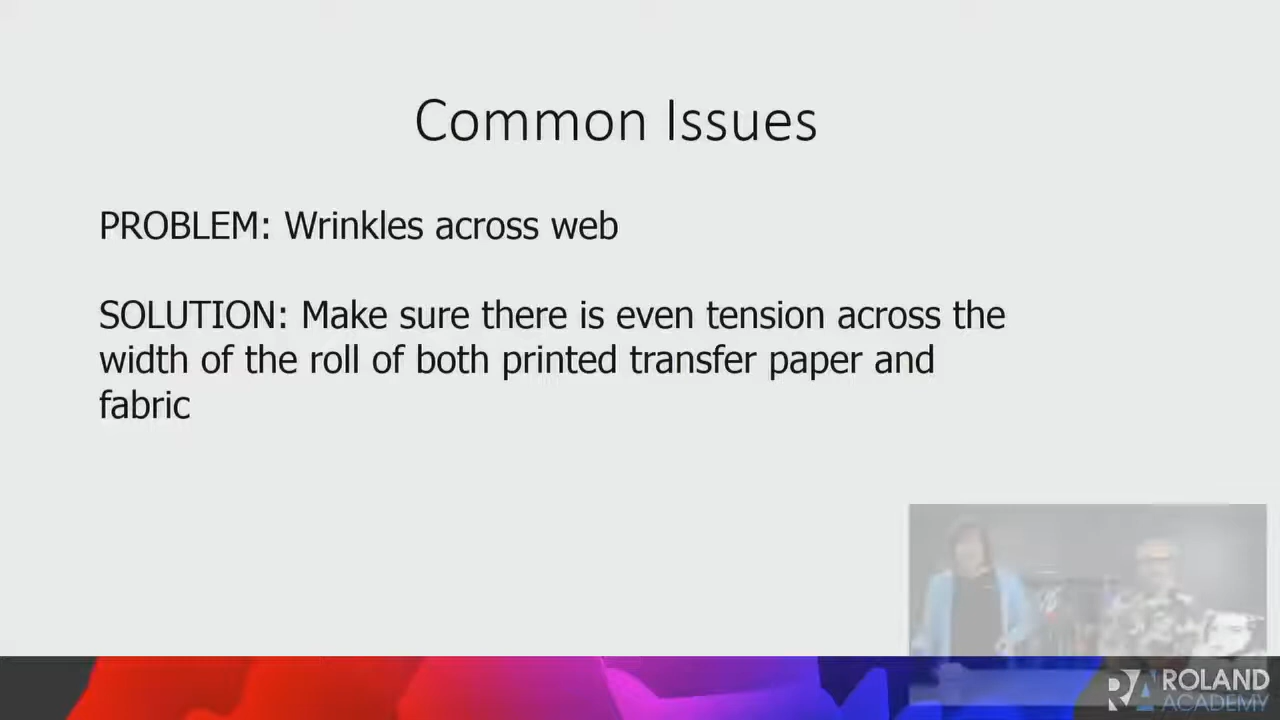 Common Issues
PROBLEM: Wrinkles across web
SOLUTION: Make sure there is even tension across the
width of the roll of both printed transfer paper and
fabric
ROLAND
ACADEMY